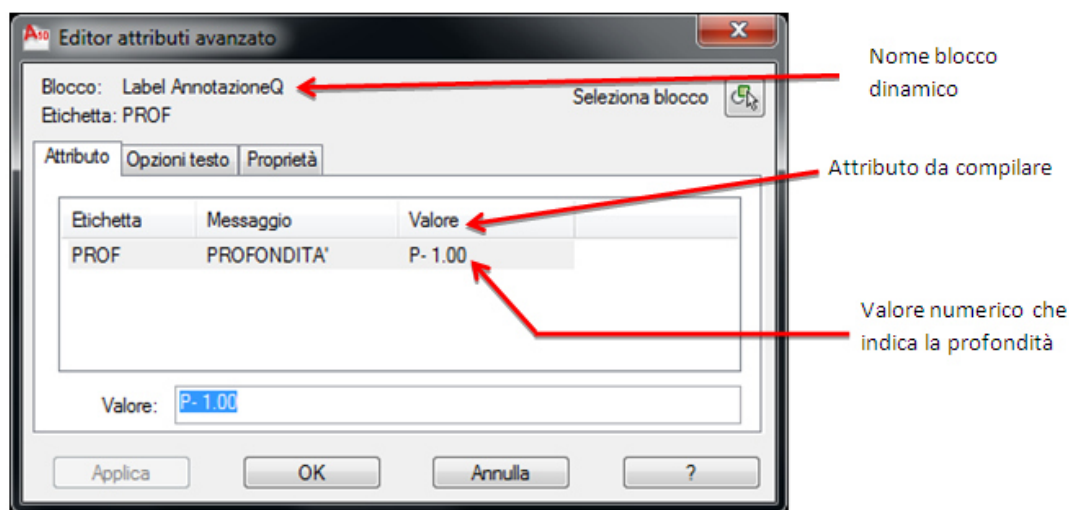 A10 Editor attributi avanzato
Nome blocco
dinamico
Blocco: Label AnnotazioneQ
Seleziona blocco
Etichetta: PROF
Attributo Opzioni testo Proprietà
Attributo da compilare
Etichetta Messaggio Valore
PROF PROFONDITA' P- 1.00
Valore numerico che
indica la profondità
Valore: P- 1.00
Applica OK Annulla ?